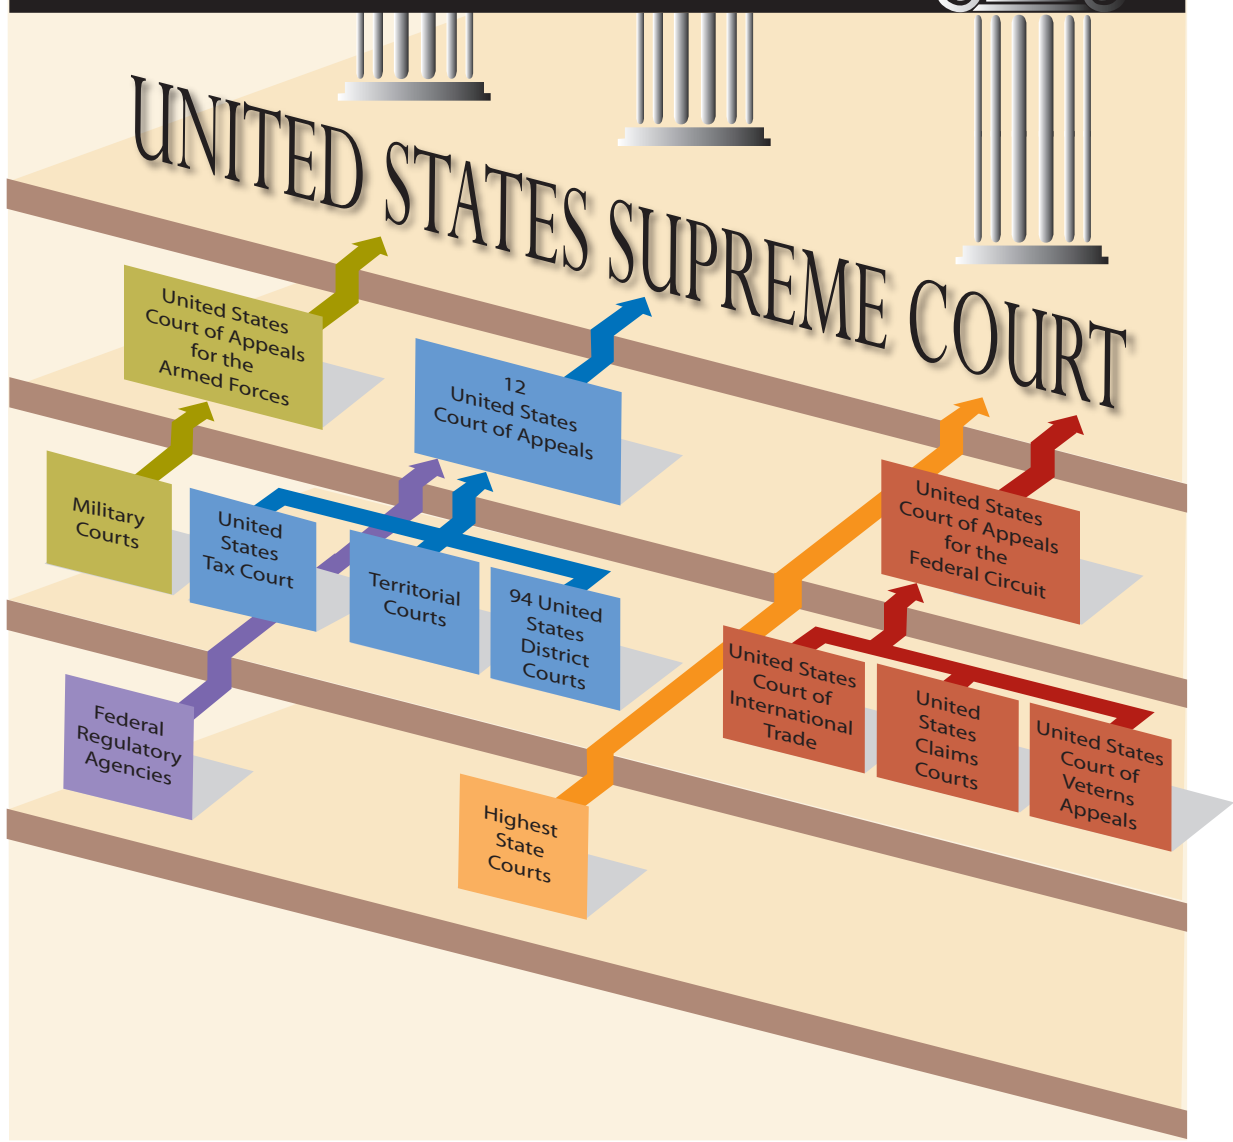 UNITED STATES SUPREME COURT
United States
Court of Appeals
for the
Armed Forces
12
United States
Court of Appeals
United States
Court of Appeals
for the
Federal Circuit
Military
Courts
United
States
Tax Court
Territorial
Courts
94 United
States
District
Courts
United States
Court of
International
Trade
United
States
Claims
Courts
United States
Court of
Veterns
Appeals
Federal
Regulatory
Agencies
Highest
State
Courts